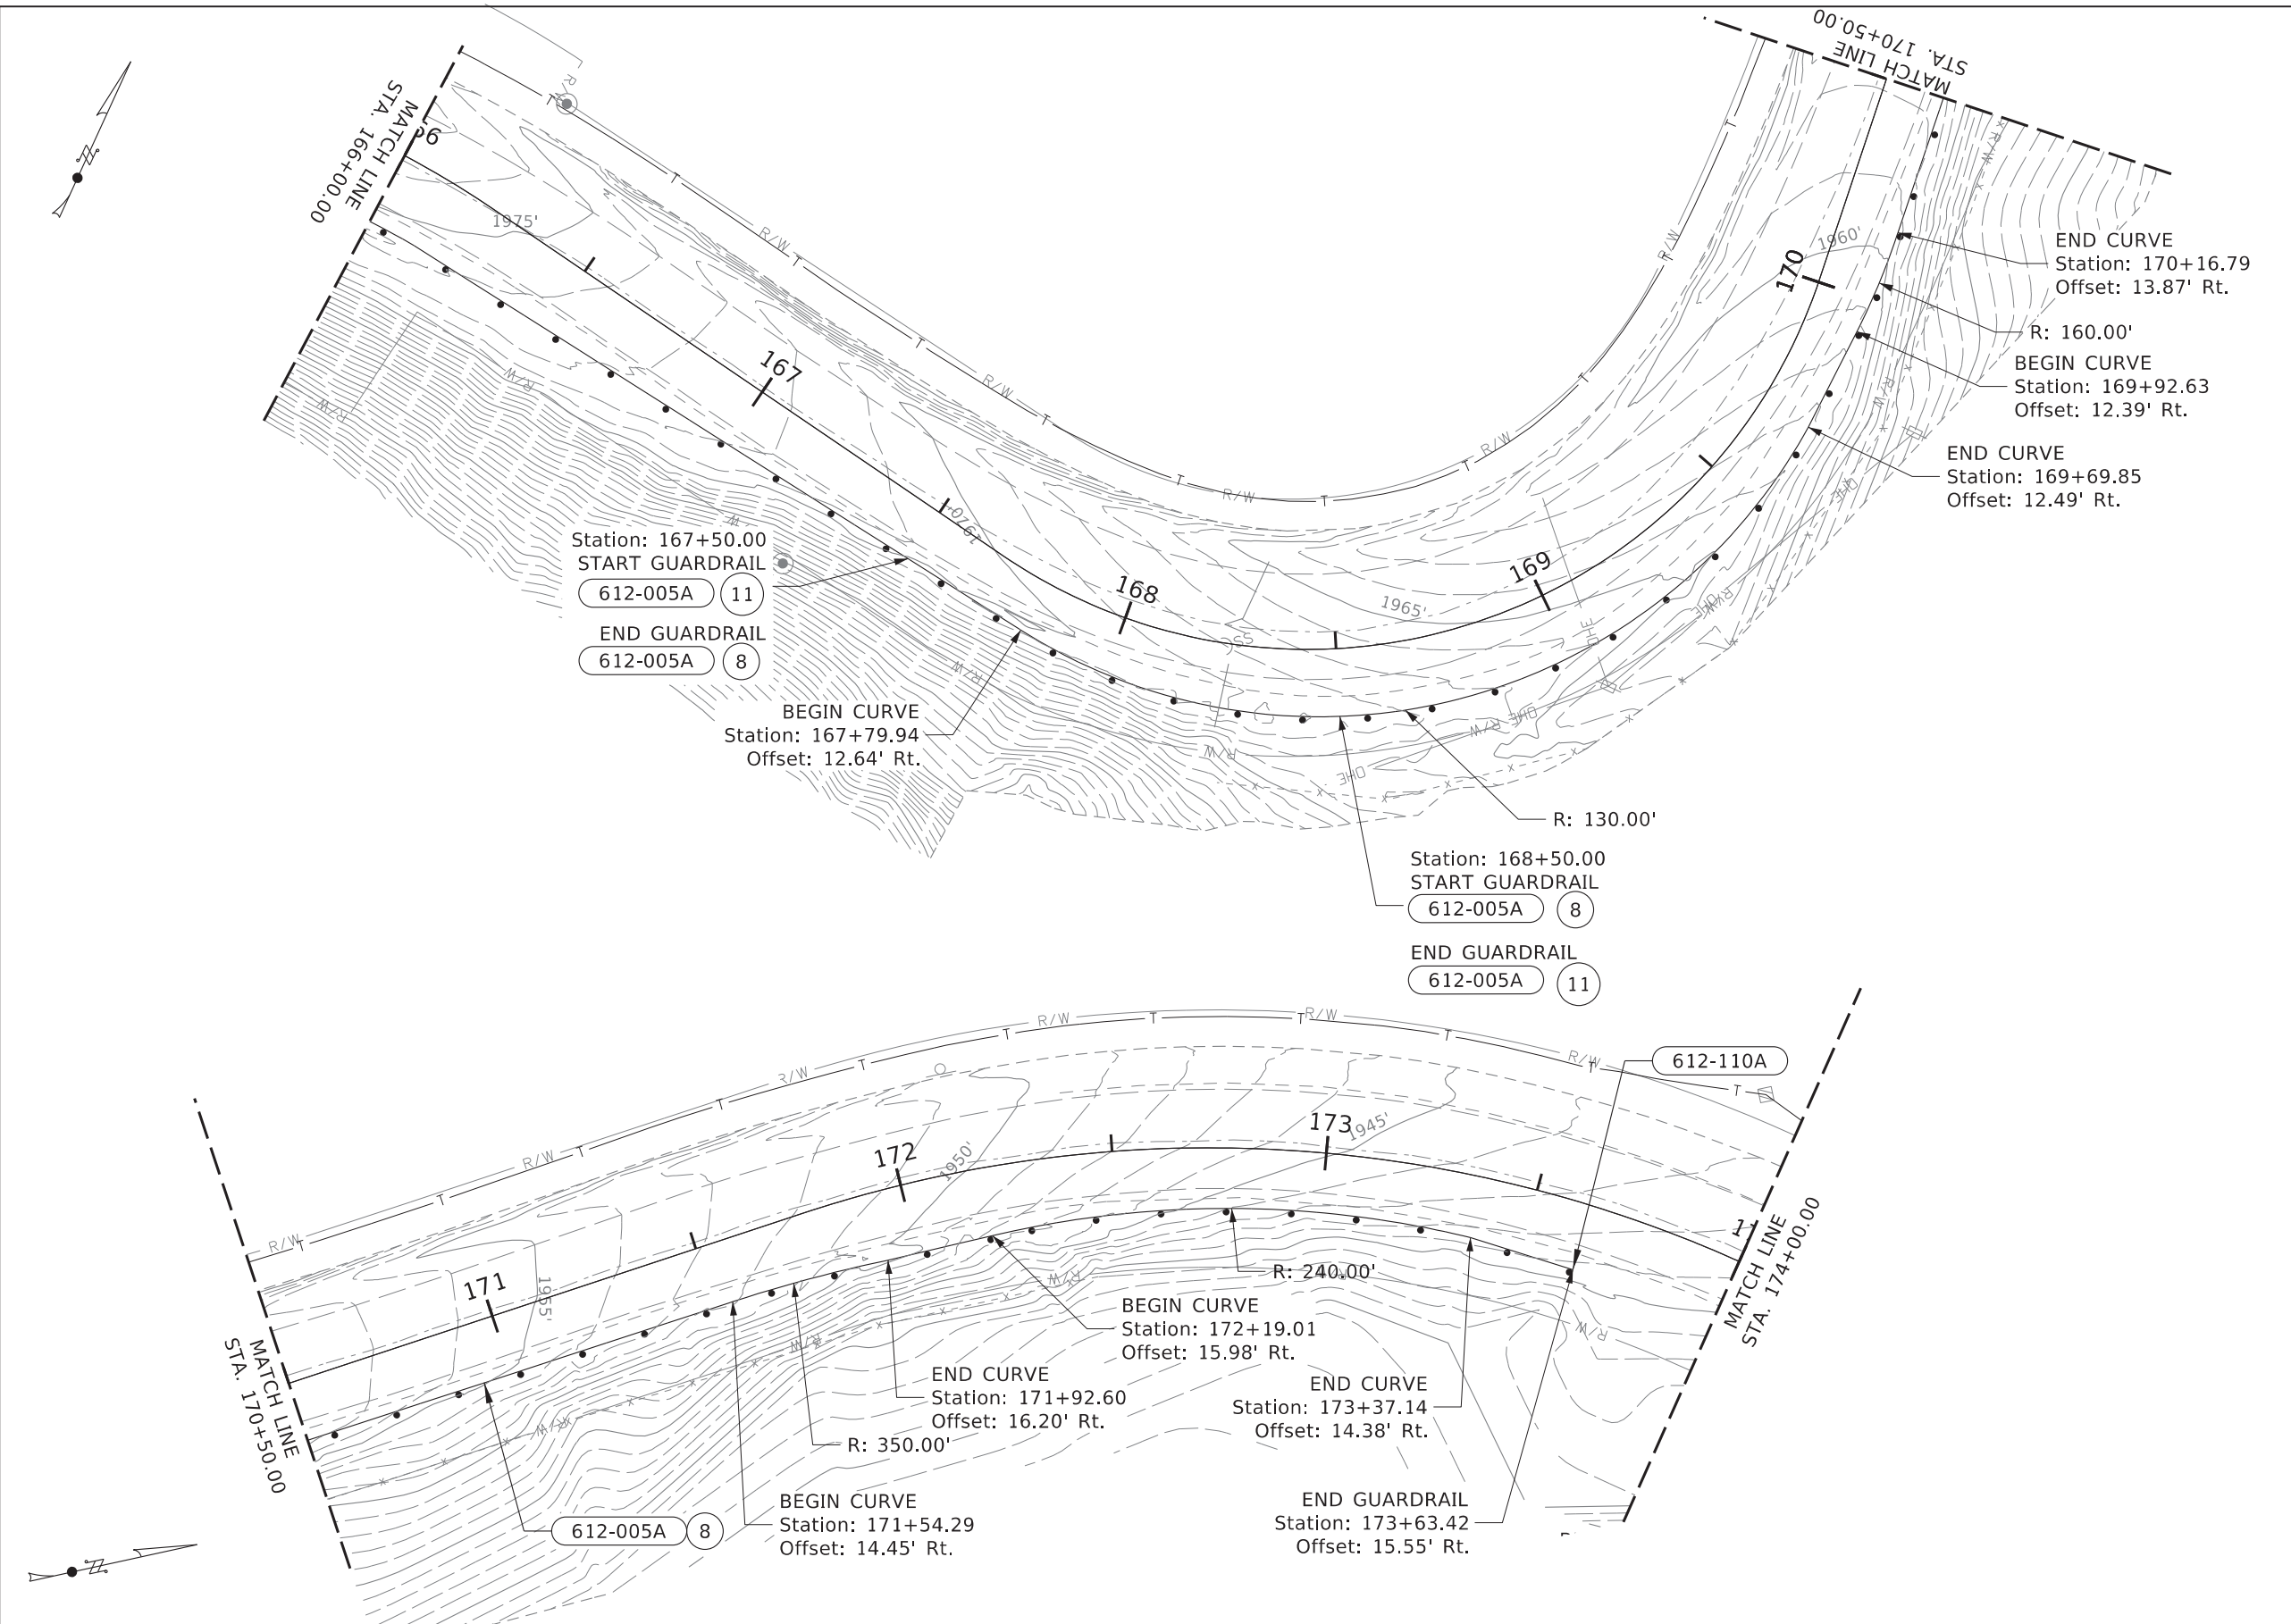 MATCH LINE
STA. 170+50.00
MATCH LINE
STA. 166+00.00
R/W
T
1975'
R/W
T
167
1970'
168
1965'
169
170
1960'
SSC
OHE
END CURVE
Station: 170+16.79
Offset: 13.87' Rt.
R: 160.00'
BEGIN CURVE
Station: 169+92.63
Offset: 12.39' Rt.
END CURVE
Station: 169+69.85
Offset: 12.49' Rt.
Station: 167+50.00
START GUARDRAIL
612-005A 11
END GUARDRAIL
612-005A 8
BEGIN CURVE
Station: 167+79.94
Offset: 12.64' Rt.
R: 130.00'
Station: 168+50.00
START GUARDRAIL
612-005A 8
END GUARDRAIL
612-005A 11
612-110A
MATCH LINE
STA. 170+50.00
171
1955'
172
1950'
173
1945'
MATCH LINE
STA. 174+00.00
R: 240.00'
BEGIN CURVE
Station: 172+19.01
Offset: 15.98' Rt.
END CURVE
Station: 171+92.60
Offset: 16.20' Rt.
END CURVE
Station: 173+37.14
Offset: 14.38' Rt.
R: 350.00'
BEGIN CURVE
Station: 171+54.29
Offset: 14.45' Rt.
END GUARDRAIL
Station: 173+63.42
Offset: 15.55' Rt.
612-005A 8